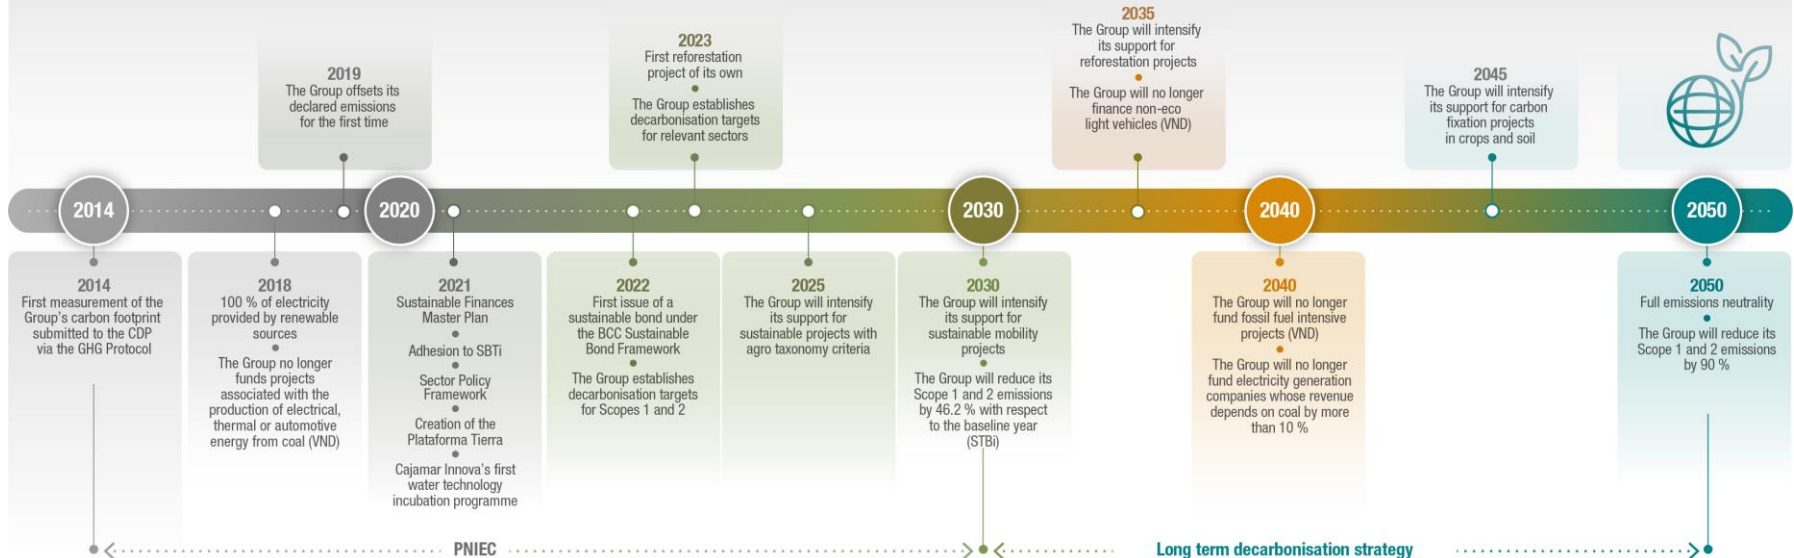 2019
The Group offsets its
declared emissions
for the first time
2023
First reforestation
project of its own
The Group establishes
decarbonisation targets
for relevant sectors
2035
The Group will intensify
its support for
reforestation projects
The Group will no longer
finance non-eco
light vehicles (VND)
2045
The Group will intensify
its support for carbon
fixation projects
in crops and soil
2014
2020
2030
2040
2050
2014
First measurement of the
Group's carbon footprint
submitted to the CDP
via the GHG Protocol
2018
100 % of electricity
provided by renewable
sources
The Group no longer
funds projects
associated with the
production of electrical,
thermal or automotive
energy from coal (VND)
2021
Sustainable Finances
Master Plan
Adhesion to SBTi
Sector Policy
Framework
Creation of the
Plataforma Tierra
Cajamar Innova's first
water technology
incubation programme
2022
First issue of a
sustainable bond under
the BCC Sustainable
Bond Framework
The Group establishes
decarbonisation targets
for Scopes 1 and 2
2025
The Group will intensify
its support for
sustainable projects with
agro taxonomy criteria
2030
The Group will intensify
its support for
sustainable mobility
projects
The Group will reduce its
Scope 1 and 2 emissions
by 46.2 % with respect
to the baseline year
(STBi)
2040
The Group will no longer
fund fossil fuel intensive
projects (VND)
The Group will no longer
fund electricity generation
companies whose revenue
depends on coal by more
than 10 %
2050
Full emissions neutrality
The Group will reduce its
Scope 1 and 2 emissions
by 90 %
PNIEC
Long term decarbonisation strategy